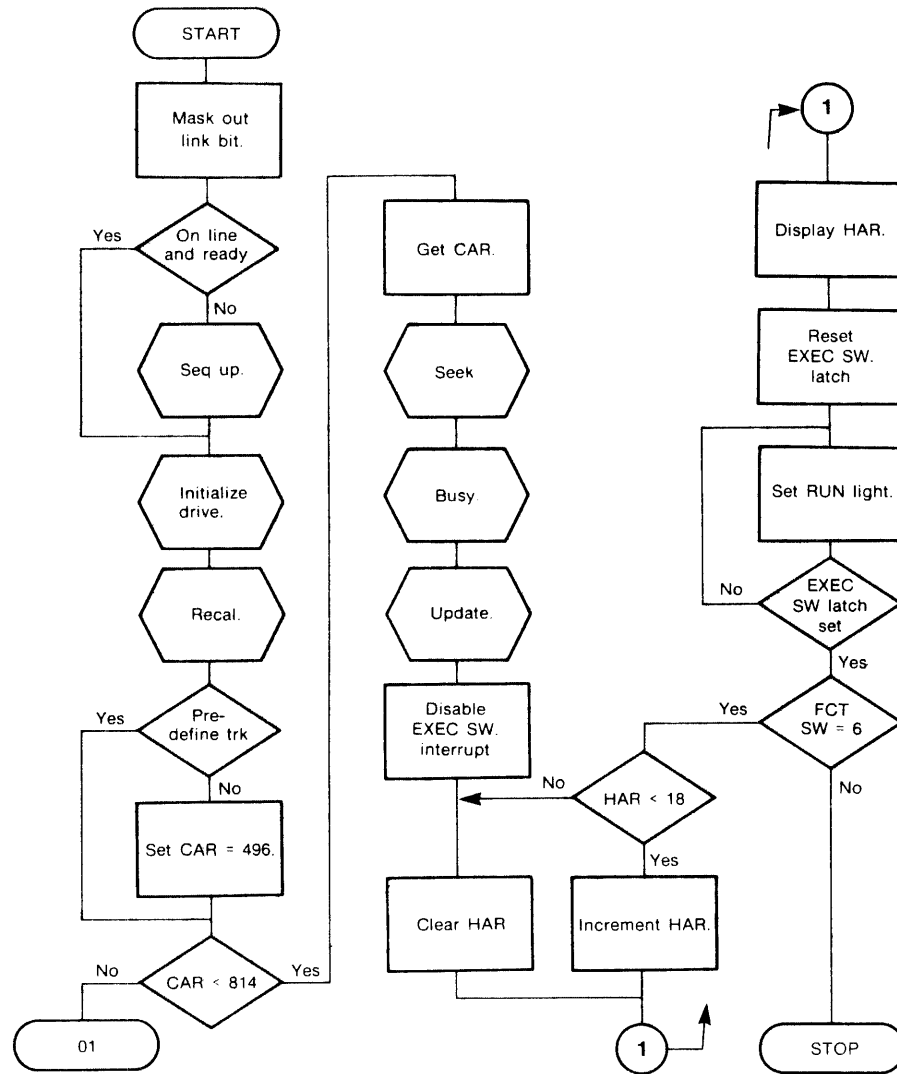 START
Mask out
link bit.
Yes
On line
and ready
No
Seq up.
Initialize
drive.
Recal.
Yes
Pre-
define trk
No
Set CAR = 496.
No
CAR < 814
Yes
01
Get CAR.
Seek
Busy.
Update.
Disable
EXEC SW.
interrupt
No
HAR < 18
Yes
Clear HAR
Increment HAR.
1
1
Display HAR.
Reset
EXEC SW.
latch
Set RUN light.
No
EXEC
SW latch
set
Yes
Yes
FCT
SW = 6
No
STOP